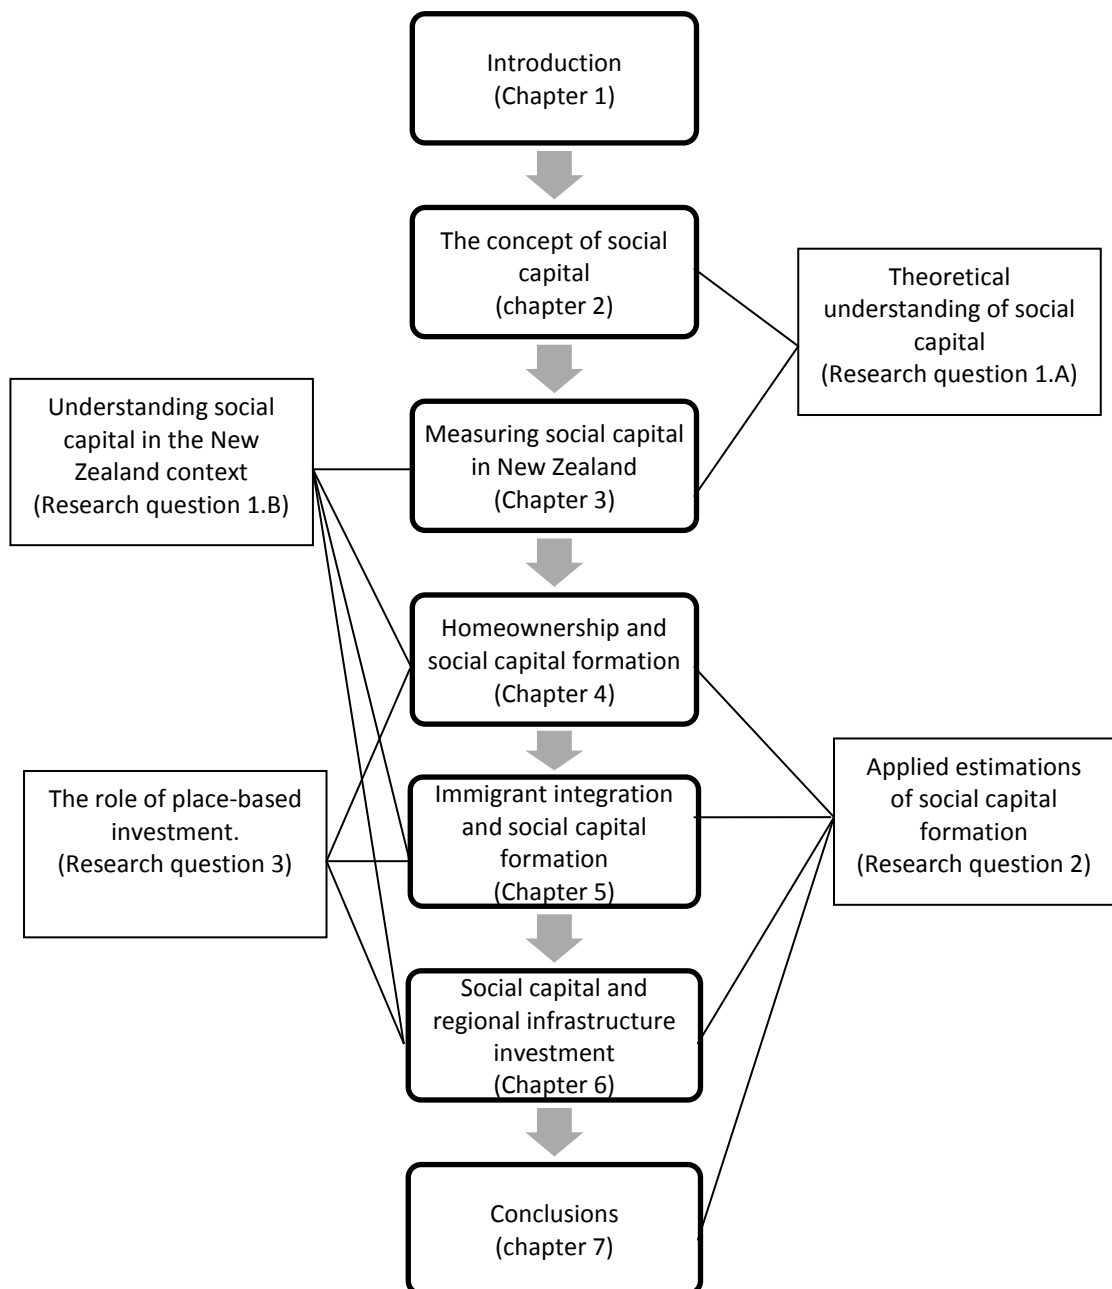 Introduction
(Chapter 1)
The concept of social
capital
(chapter 2)
Theoretical
understanding of social
capital
(Research question 1.A)
Understanding social
capital in the New
Zealand context
(Research question 1.B)
Measuring social capital
in New Zealand
(Chapter 3)
Homeownership and
social capital formation
(Chapter 4)
The role of place-based
investment.
(Research question 3)
Immigrant integration
and social capital
formation
(Chapter 5)
Applied estimations
of social capital
formation
(Research question 2)
Social capital and
regional infrastructure
investment
(Chapter 6)
Conclusions
(chapter 7)